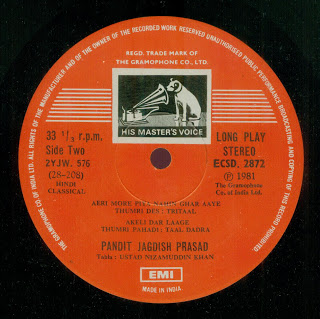 ALL RIGHTS OF THE MANUFACTURER AND OF THE OWNER OF THE RECORDED WORK RESERVED UNAUTHORISED PUBLIC PERFORMANCE BROADCASTING AND COPYING OF THIS RECORD PROHIBITED.
THE GRAMOPHONE CO. OF INDIA LTD.
REGD. TRADE MARK OF
THE GRAMOPHONE CO., LTD.
HIS MASTER'S VOICE
33 1/3 r.p.m.
Side Two
2YJW. 576
(28-208)
HINDI
CLASSICAL
LONG PLAY
STEREO
ECSD. 2872
Ⓟ 1981
The Gramophone
Co. of India Ltd.
AERI MORE PIYA NAHIN GHAR AAYE
THUMRI DES : TRITAAL
AKELI DAR LAAGE
THUMRI PAHADI : TAAL DADRA
PANDIT JAGDISH PRASAD
Tabla : USTAD NIZAMUDDIN KHAN
EMI
MADE IN INDIA